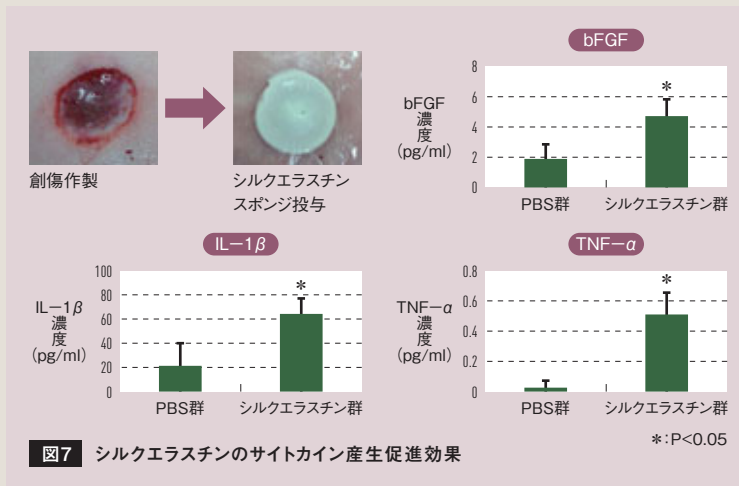 創傷作製
シルクエラスチン
スポンジ投与
bFGF
bFGF
濃
度
(pg/ml)
8
6
4
2
0
*
PBS群
シルクエラスチン群
IL−1β
IL−1β
濃
度
(pg/ml)
100
80
60
40
20
0
*
PBS群
シルクエラスチン群
TNF−α
TNF−α
濃
度
(pg/ml)
0.8
0.6
0.4
0.2
0
*
PBS群
シルクエラスチン群
*:P<0.05
図7 シルクエラスチンのサイトカイン産生促進効果